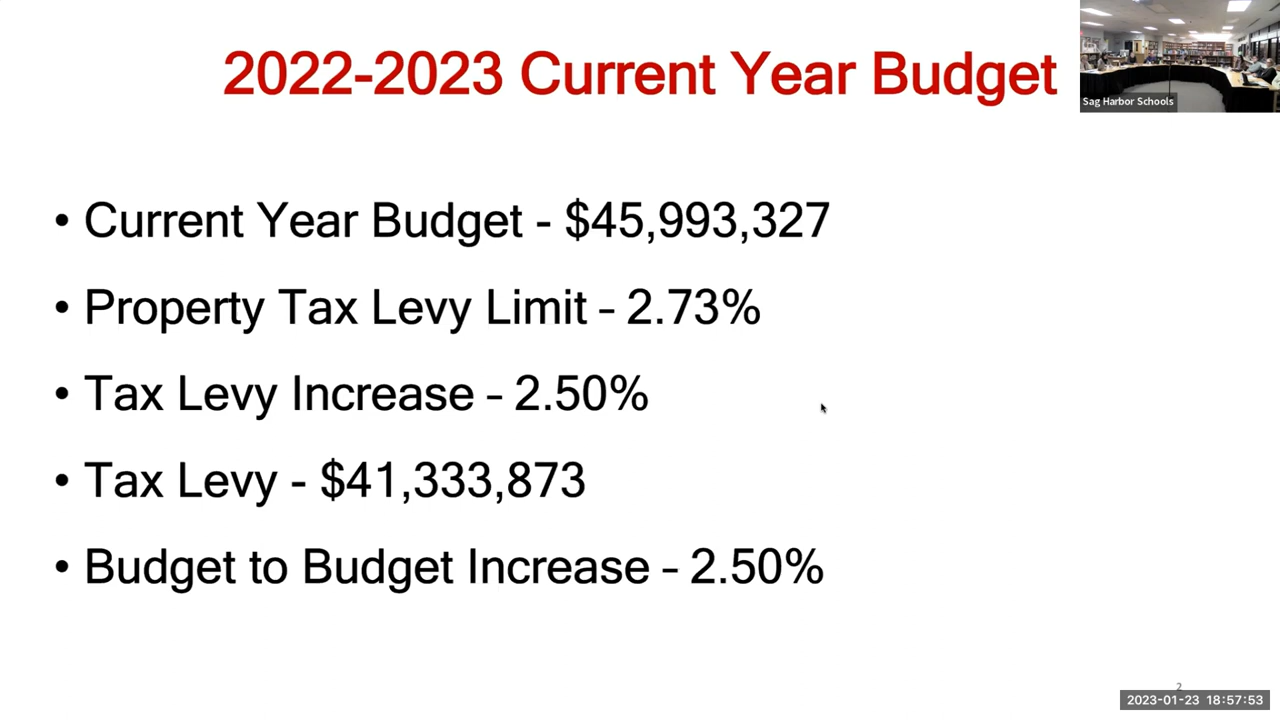 2022-2023 Current Year Budget
Sag Harbor Schools
• Current Year Budget - $45,993,327
• Property Tax Levy Limit – 2.73%
• Tax Levy Increase – 2.50%
• Tax Levy - $41,333,873
• Budget to Budget Increase – 2.50%
2
2023-01-23 18:57:53